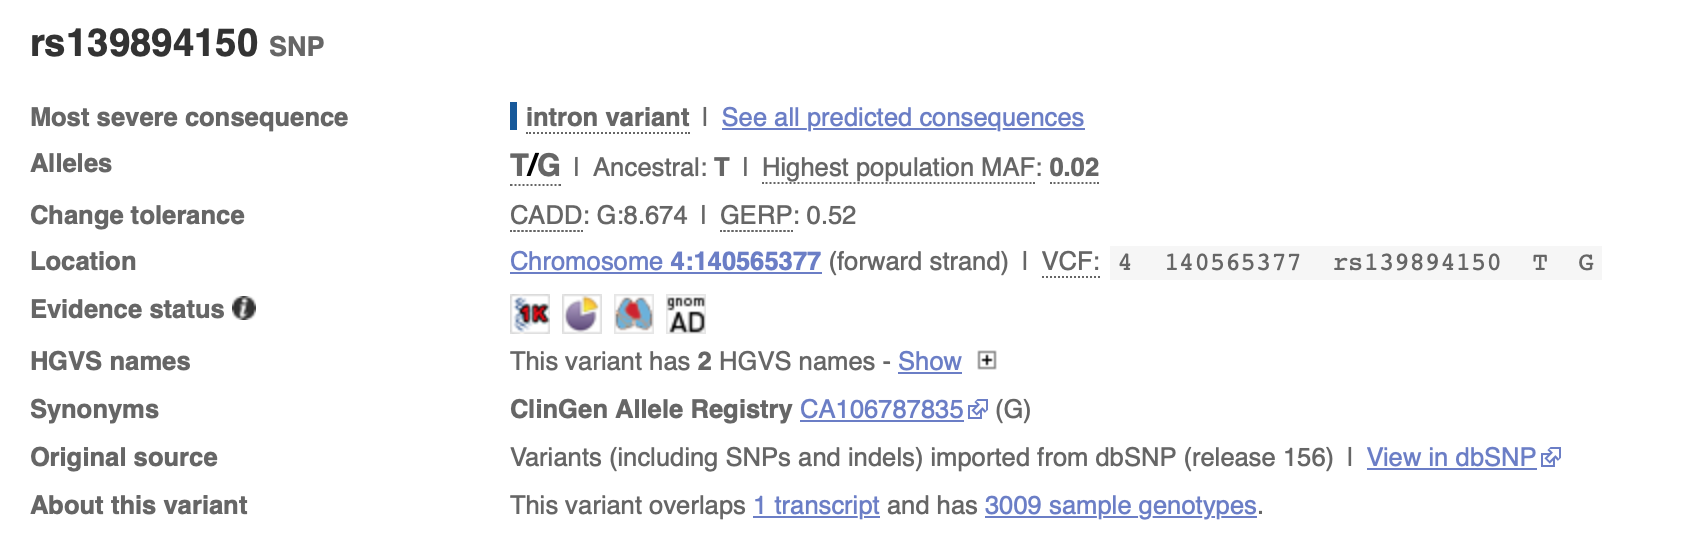 rs139894150 SNP
Most severe consequence intron variant | See all predicted consequences
Alleles T/G | Ancestral: T | Highest population MAF: 0.02
Change tolerance CADD: G:8.674 | GERP: 0.52
Location Chromosome 4:140565377 (forward strand) | VCF: 4 140565377 rs139894150 T G
Evidence status i 1K gnom AD
HGVS names This variant has 2 HGVS names - Show
Synonyms ClinGen Allele Registry CA106787835 (G)
Original source Variants (including SNPs and indels) imported from dbSNP (release 156) | View in dbSNP
About this variant This variant overlaps 1 transcript and has 3009 sample genotypes.